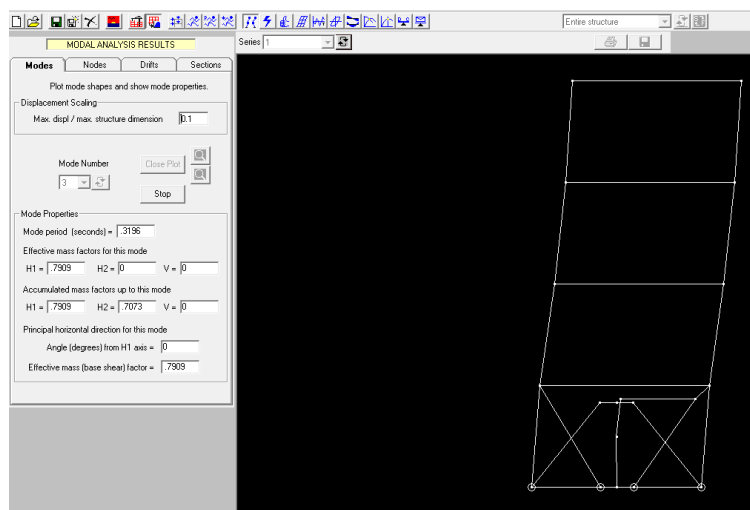 Entire structure
MODAL ANALYSIS RESULTS
Series 1
Modes Nodes Drifts Sections
Plot mode shapes and show mode properties.
Displacement Scaling
Max. displ / max. structure dimension 0.1
Mode Number Close Plot
3
Stop
Mode Properties
Mode period (seconds) = .3196
Effective mass factors for this mode
H1 = .7909 H2 = 0 V = 0
Accumulated mass factors up to this mode
H1 = .7909 H2 = .7073 V = 0
Principal horizontal direction for this mode
Angle (degrees) from H1 axis = 0
Effective mass (base shear) factor = .7909